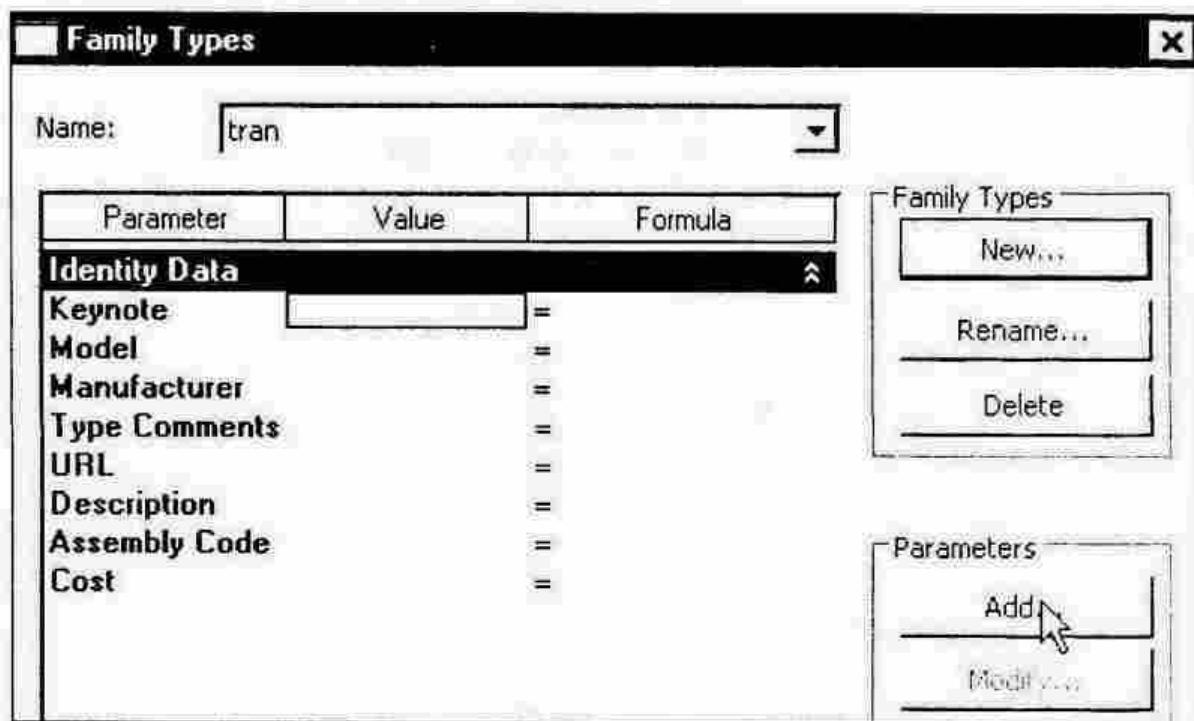 Family Types
Name: tran
Parameter Value Formula
Identity Data
Keynote =
Model =
Manufacturer =
Type Comments =
URL =
Description =
Assembly Code =
Cost =
Family Types
New...
Rename...
Delete
Parameters
Add...
Modify...